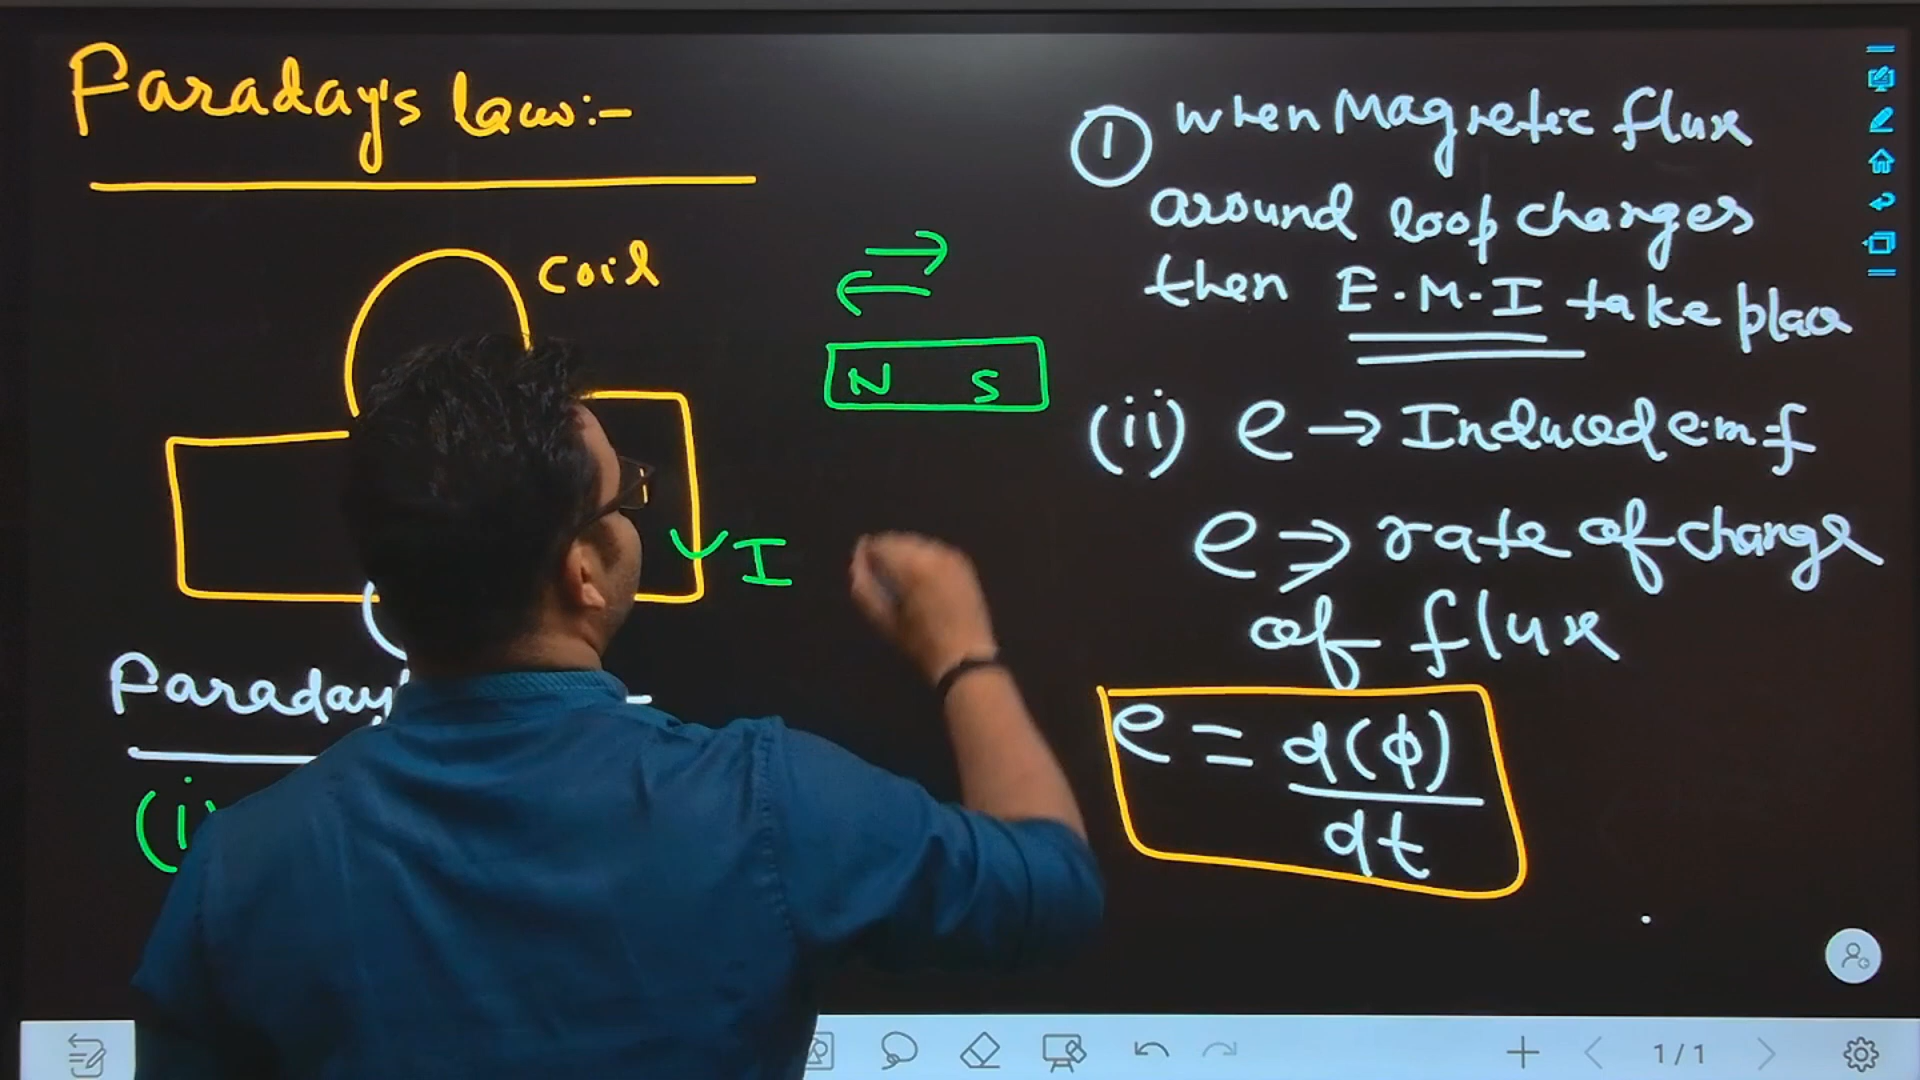 Faraday's law:-
coil
N S
I
Faraday
(i)
① when Magnetic flux
around loop changes
then E.M.I take place
(ii) e → Induced e.m.f
e ⇒ rate of change
of flux
e = d(ϕ)
dt
1/1